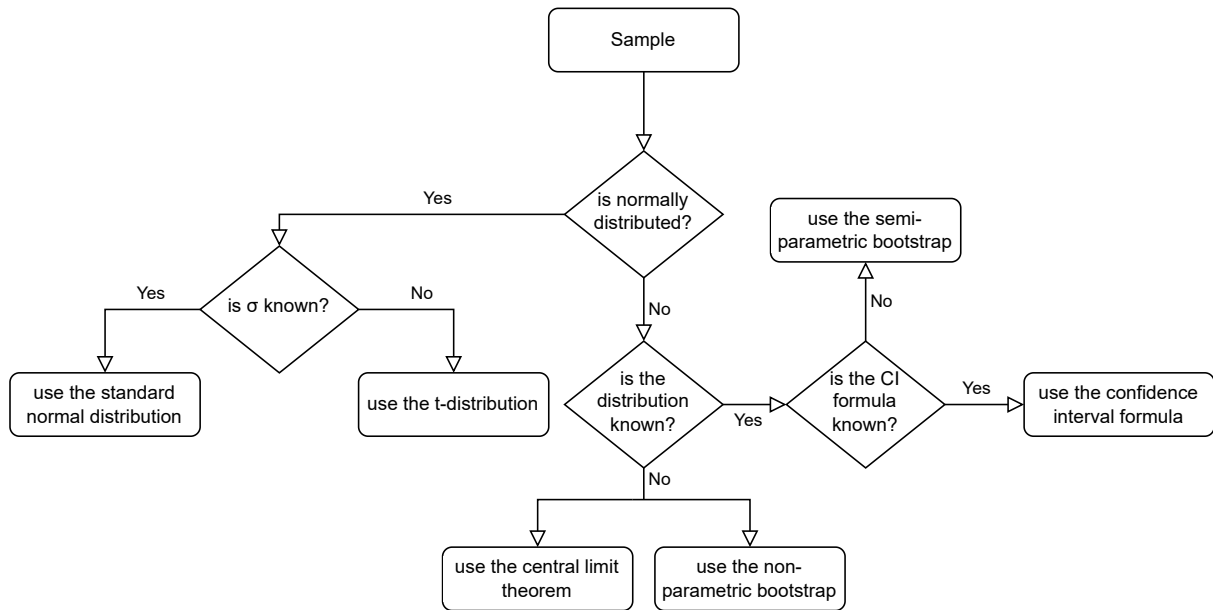 Sample
is normally
distributed?
Yes
is σ known?
Yes
use the standard
normal distribution
No
use the t-distribution
No
is the
distribution
known?
Yes
is the CI
formula
known?
No
use the semi-
parametric bootstrap
Yes
use the confidence
interval formula
No
use the central limit
theorem
use the non-
parametric bootstrap